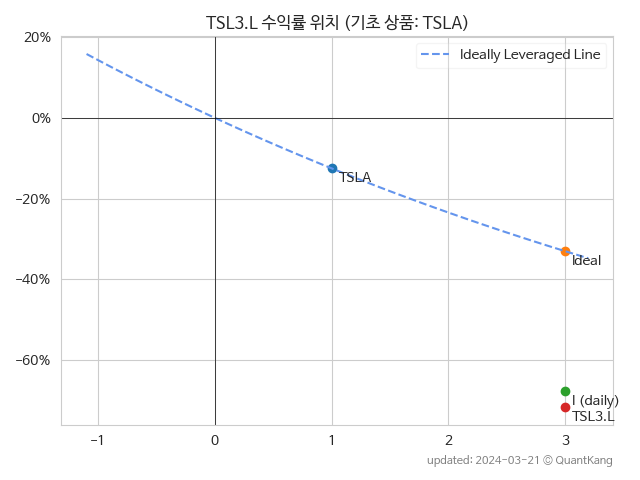 TSL3.L 수익률 위치 (기초 상품: TSLA)
20%
Ideally Leveraged Line
0%
TSLA
-20%
Ideal
-40%
-60%
I (daily)
TSL3.L
-1
0
1
2
3
updated: 2024-03-21 © QuantKang